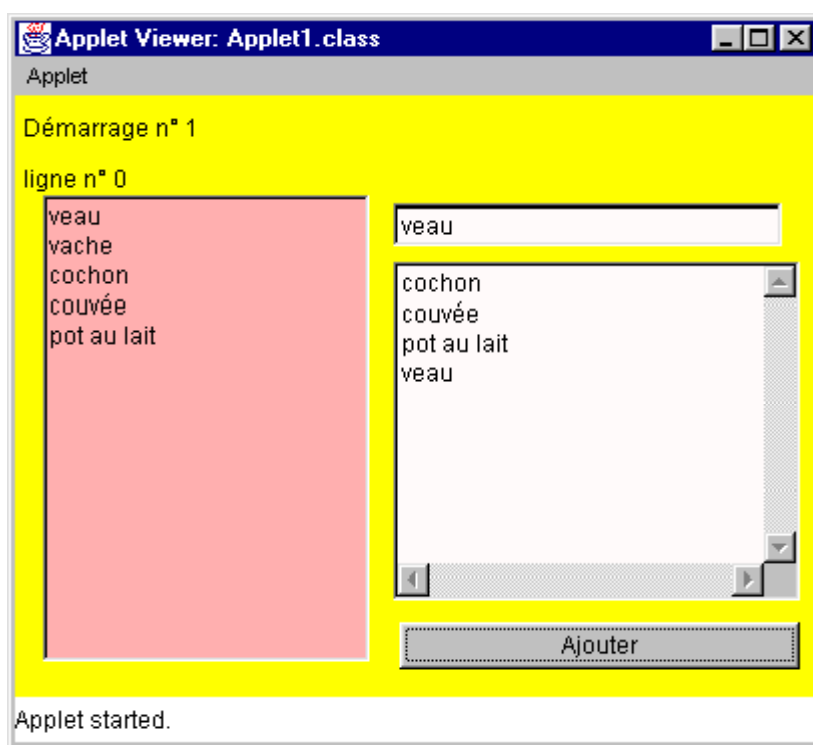 Applet Viewer: Applet1.class
Applet
Démarrage n° 1
ligne n° 0
veau
vache
cochon
couvée
pot au lait
veau
cochon
couvée
pot au lait
veau
Ajouter
Applet started.